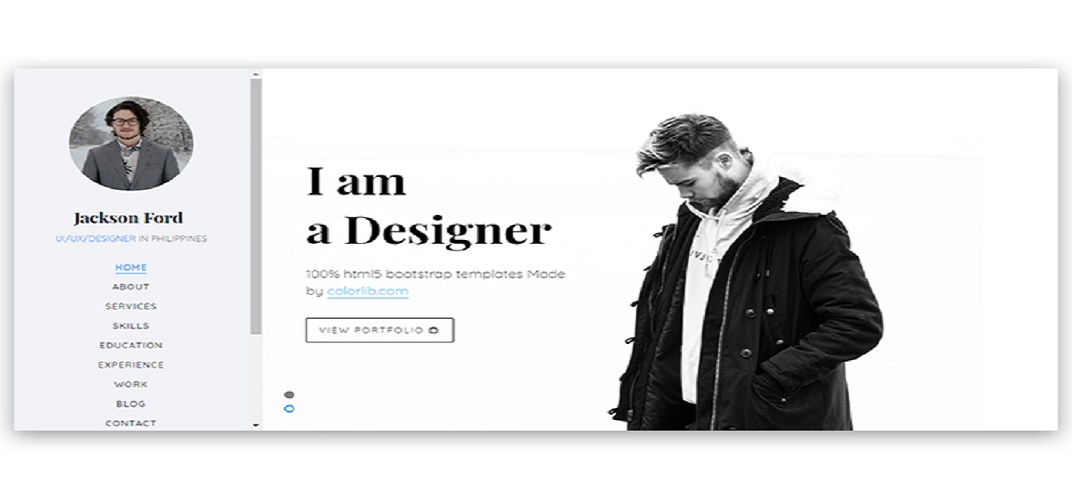 Jackson Ford
UI/UX/DESIGNER IN PHILIPPINES
HOME
ABOUT
SERVICES
SKILLS
EDUCATION
EXPERIENCE
WORK
BLOG
CONTACT
I am
a Designer
100% html5 bootstrap templates Made
by colorlib.com
VIEW PORTFOLIO